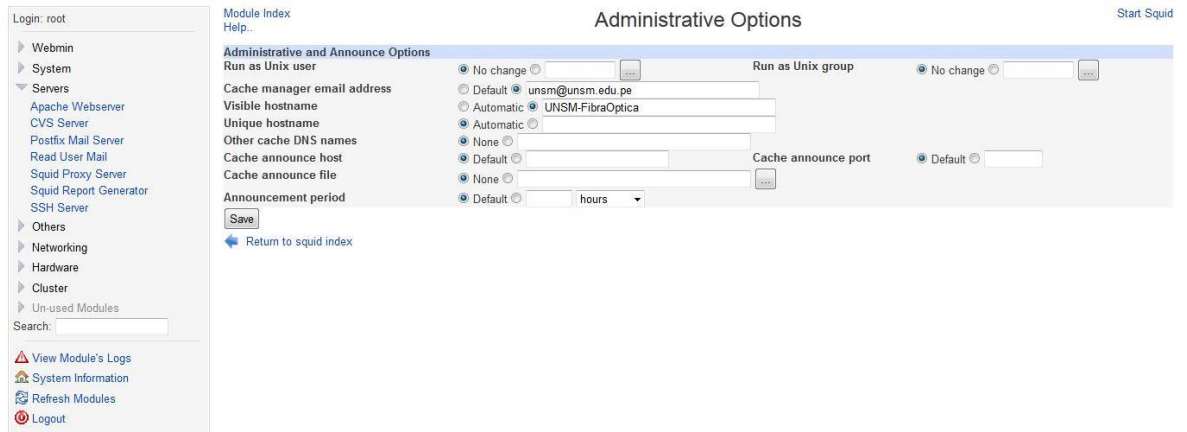 Login: root
Webmin
System
Servers
Apache Webserver
CVS Server
Postfix Mail Server
Read User Mail
Squid Proxy Server
Squid Report Generator
SSH Server
Others
Networking
Hardware
Cluster
Un-used Modules
Search:
View Module's Logs
System Information
Refresh Modules
Logout
Module Index
Help..
Administrative Options
Start Squid
Administrative and Announce Options
Run as Unix user No change ... Run as Unix group No change ...
Cache manager email address Default unsm@unsm.edu.pe
Visible hostname Automatic UNSM-FibraOptica
Unique hostname Automatic
Other cache DNS names None
Cache announce host Default Cache announce port Default
Cache announce file None ...
Announcement period Default hours
Save
Return to squid index